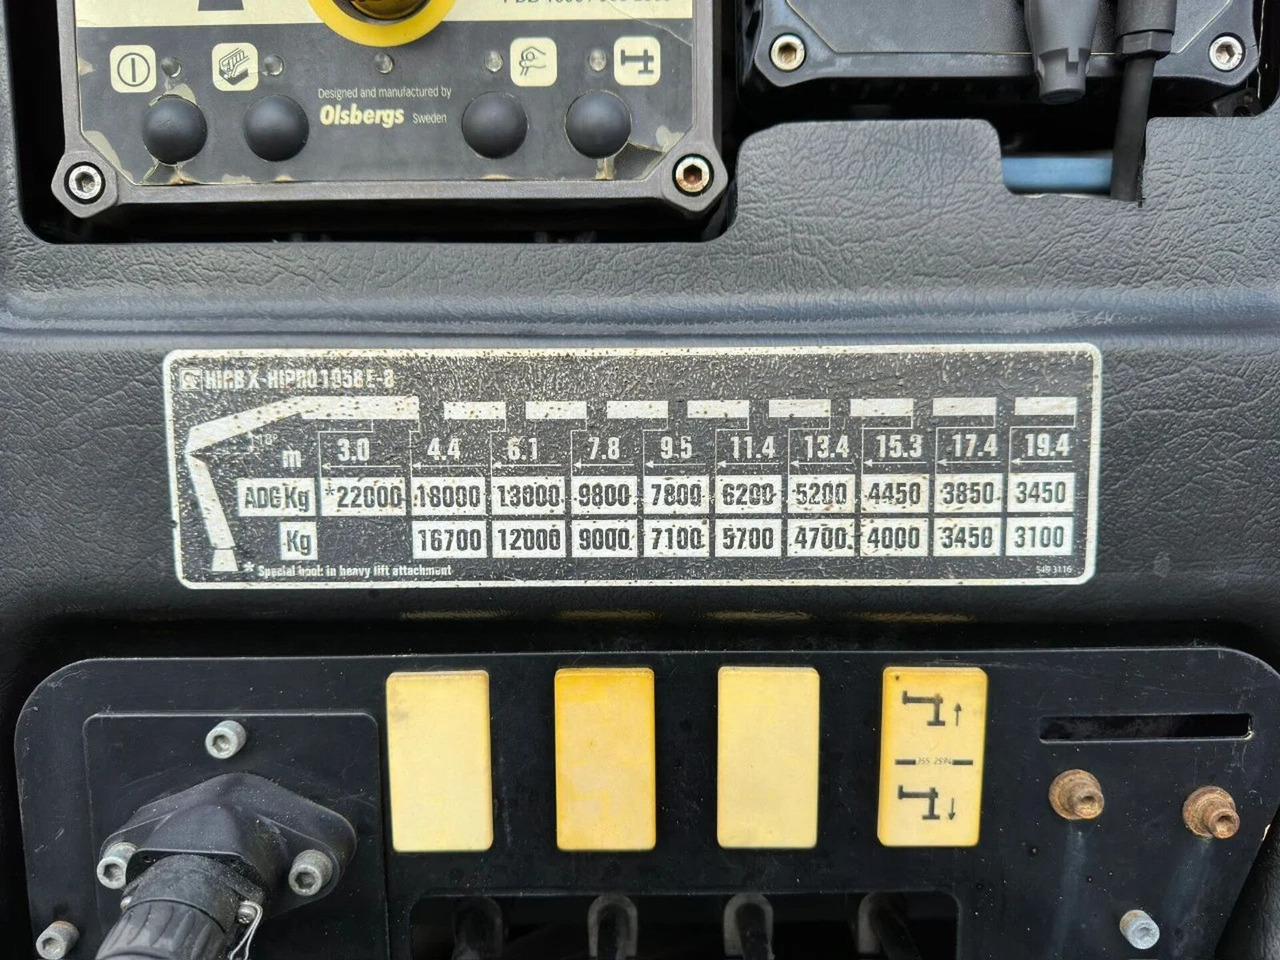 Designed and manufactured by
Olsbergs Sweden
HIAB X-HIPRO 1058 E-8
m 3.0 4.4 6.1 7.8 9.5 11.4 13.4 15.3 17.4 19.4
ADC Kg *22000 18000 13000 9800 7800 6200 5200 4450 3850 3450
Kg 16700 12000 9000 7100 5700 4700 4000 3450 3100
* Special hook in heavy lift attachment
549 3116